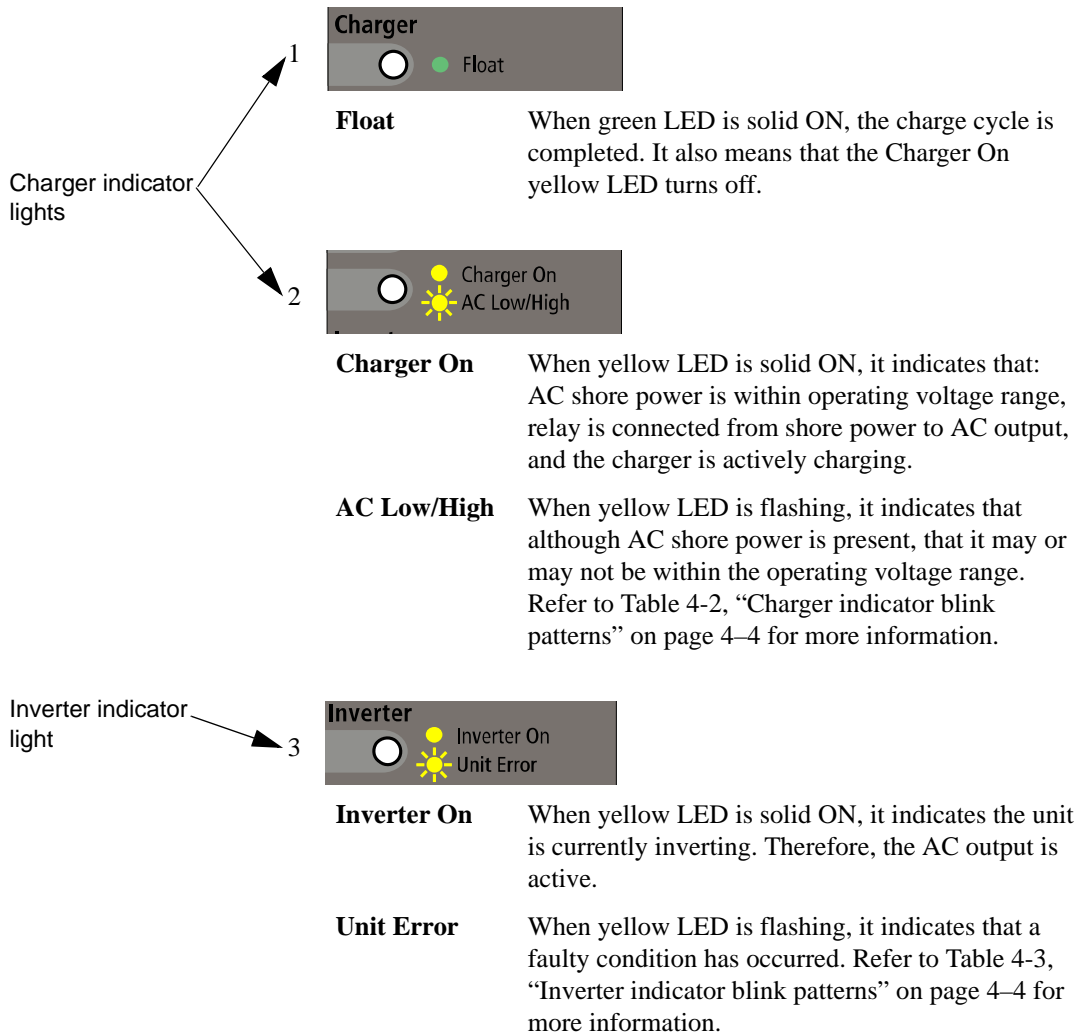 Charger
1
Float
Float
When green LED is solid ON, the charge cycle is
completed. It also means that the Charger On
yellow LED turns off.
Charger indicator
lights
2
Charger On
AC Low/High
Charger On
When yellow LED is solid ON, it indicates that:
AC shore power is within operating voltage range,
relay is connected from shore power to AC output,
and the charger is actively charging.
AC Low/High
When yellow LED is flashing, it indicates that
although AC shore power is present, that it may or
may not be within the operating voltage range.
Refer to Table 4-2, “Charger indicator blink
patterns” on page 4–4 for more information.
Inverter indicator
light
3
Inverter
Inverter On
Unit Error
Inverter On
When yellow LED is solid ON, it indicates the unit
is currently inverting. Therefore, the AC output is
active.
Unit Error
When yellow LED is flashing, it indicates that a
faulty condition has occurred. Refer to Table 4-3,
“Inverter indicator blink patterns” on page 4–4 for
more information.